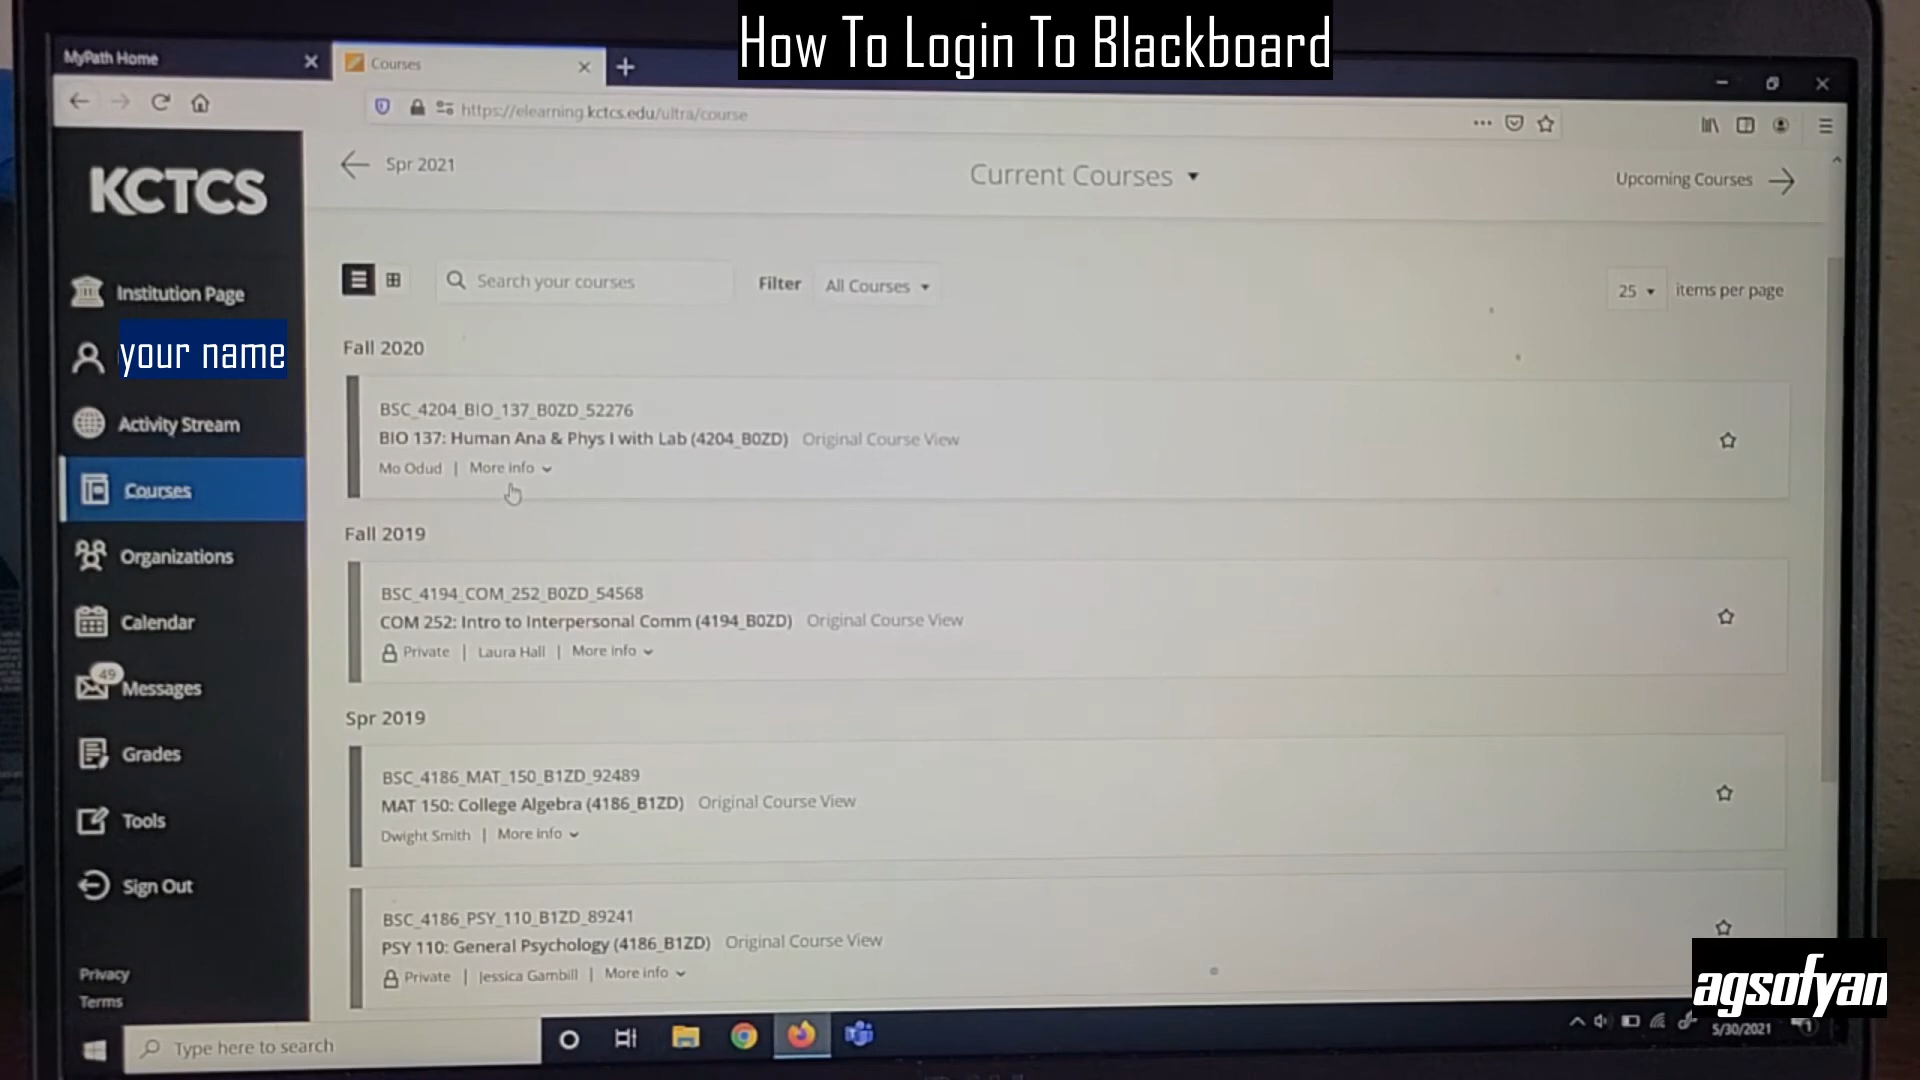 How To Login To Blackboard
MyPath Home
Courses
https://elearning.kctcs.edu/ultra/course
KCTCS
Spr 2021
Current Courses
Upcoming Courses
Institution Page
your name
Activity Stream
Courses
Organizations
Calendar
49
Messages
Grades
Tools
Sign Out
Privacy
Terms
Search your courses
Filter
All Courses
25 items per page
Fall 2020
BSC_4204_BIO_137_B0ZD_52276
BIO 137: Human Ana & Phys I with Lab (4204_B0ZD) Original Course View
Mo Odud | More info
Fall 2019
BSC_4194_COM_252_B0ZD_54568
COM 252: Intro to Interpersonal Comm (4194_B0ZD) Original Course View
Private | Laura Hall | More info
Spr 2019
BSC_4186_MAT_150_B1ZD_92489
MAT 150: College Algebra (4186_B1ZD) Original Course View
Dwight Smith | More info
BSC_4186_PSY_110_B1ZD_89241
PSY 110: General Psychology (4186_B1ZD) Original Course View
Private | Jessica Gambill | More info
agsofyan
Type here to search
5/30/2021
1